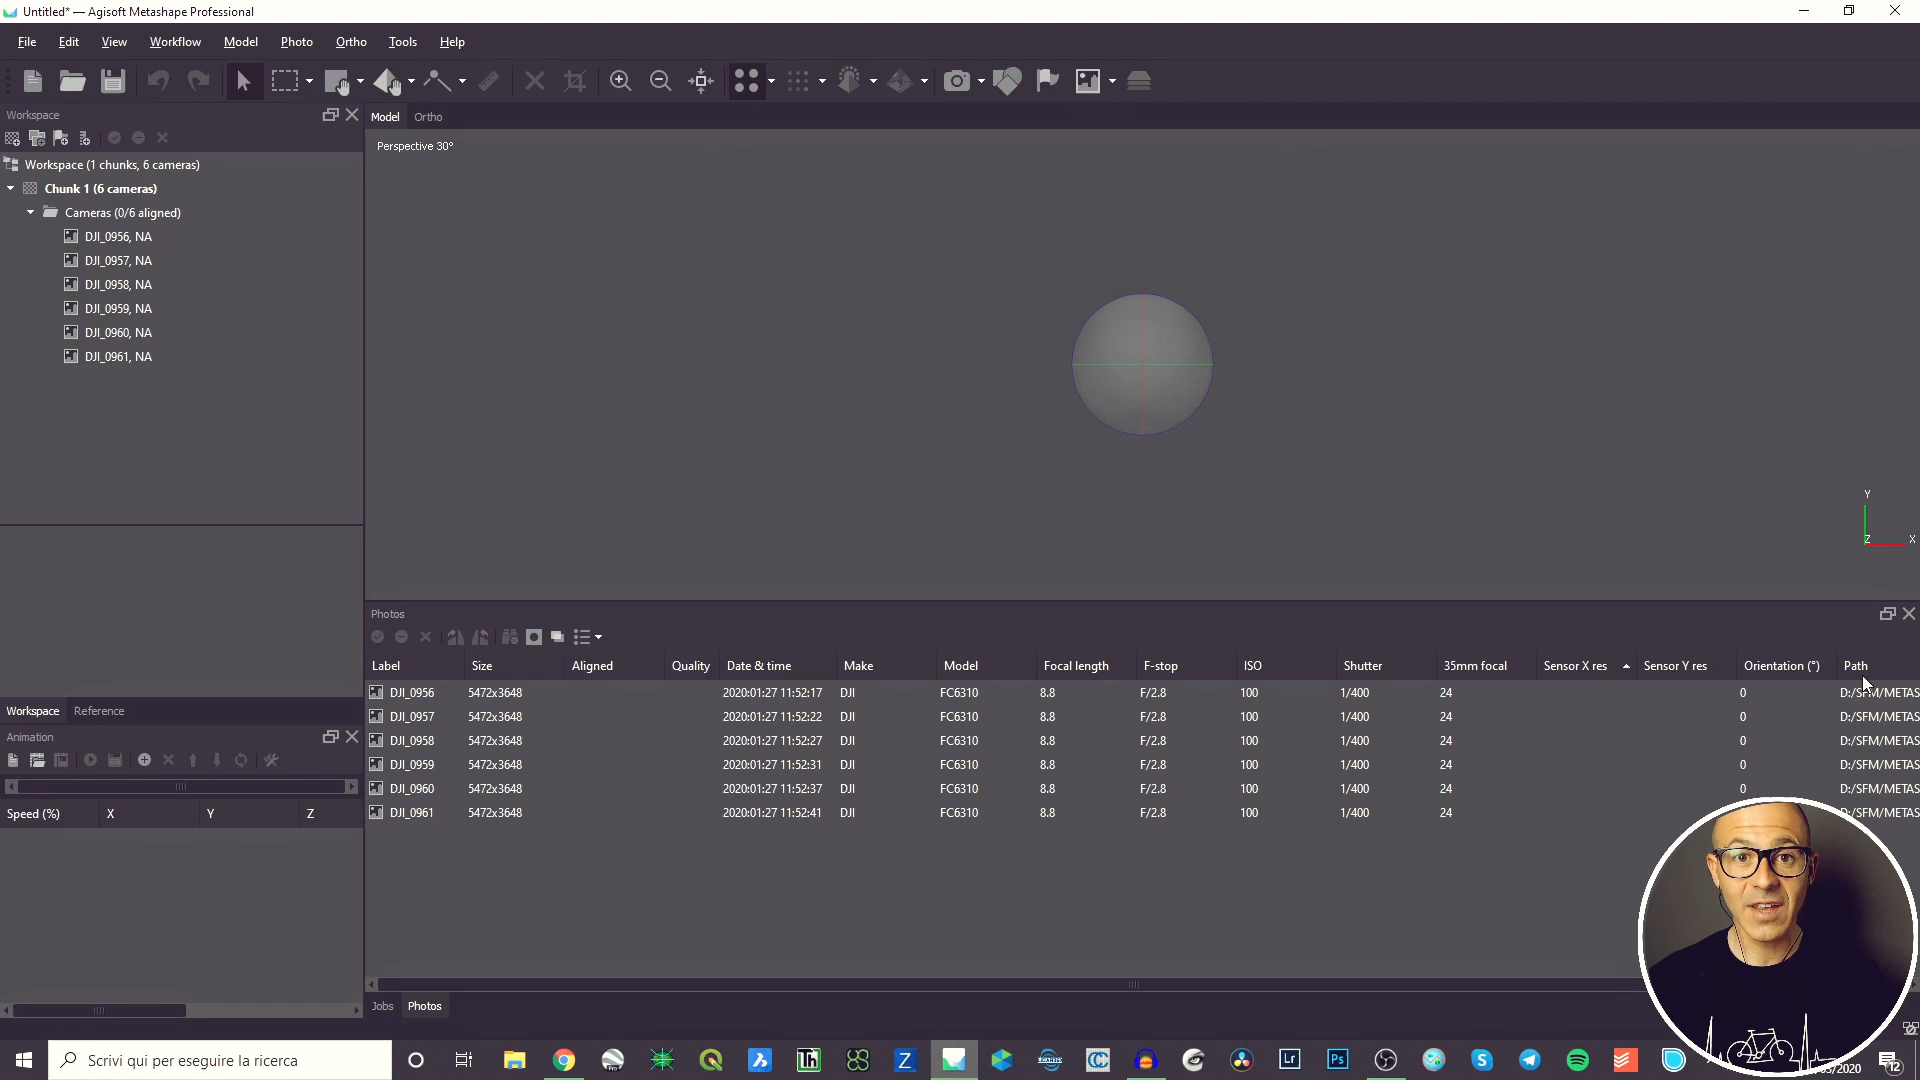 Untitled* — Agisoft Metashape Professional
File Edit View Workflow Model Photo Ortho Tools Help
Workspace
Model Ortho
Perspective 30°
Workspace (1 chunks, 6 cameras)
Chunk 1 (6 cameras)
Cameras (0/6 aligned)
DJI_0956, NA
DJI_0957, NA
DJI_0958, NA
DJI_0959, NA
DJI_0960, NA
DJI_0961, NA
Y
Z X
Photos
Label Size Aligned Quality Date & time Make Model Focal length F-stop ISO Shutter 35mm focal Sensor X res Sensor Y res Orientation (°) Path
DJI_0956 5472x3648 2020:01:27 11:52:17 DJI FC6310 8.8 F/2.8 100 1/400 24 0 D:/SFM/METAS
DJI_0957 5472x3648 2020:01:27 11:52:22 DJI FC6310 8.8 F/2.8 100 1/400 24 0 D:/SFM/METAS
DJI_0958 5472x3648 2020:01:27 11:52:27 DJI FC6310 8.8 F/2.8 100 1/400 24 0 D:/SFM/METAS
DJI_0959 5472x3648 2020:01:27 11:52:31 DJI FC6310 8.8 F/2.8 100 1/400 24 0 D:/SFM/METAS
DJI_0960 5472x3648 2020:01:27 11:52:37 DJI FC6310 8.8 F/2.8 100 1/400 24 0 D:/SFM/METAS
DJI_0961 5472x3648 2020:01:27 11:52:41 DJI FC6310 8.8 F/2.8 100 1/400 24 D:/SFM/METAS
Workspace Reference
Animation
Speed (%) X Y Z
Jobs Photos
Scrivi qui per eseguire la ricerca
Th
Z
CC
Lr
Ps
/2020
12